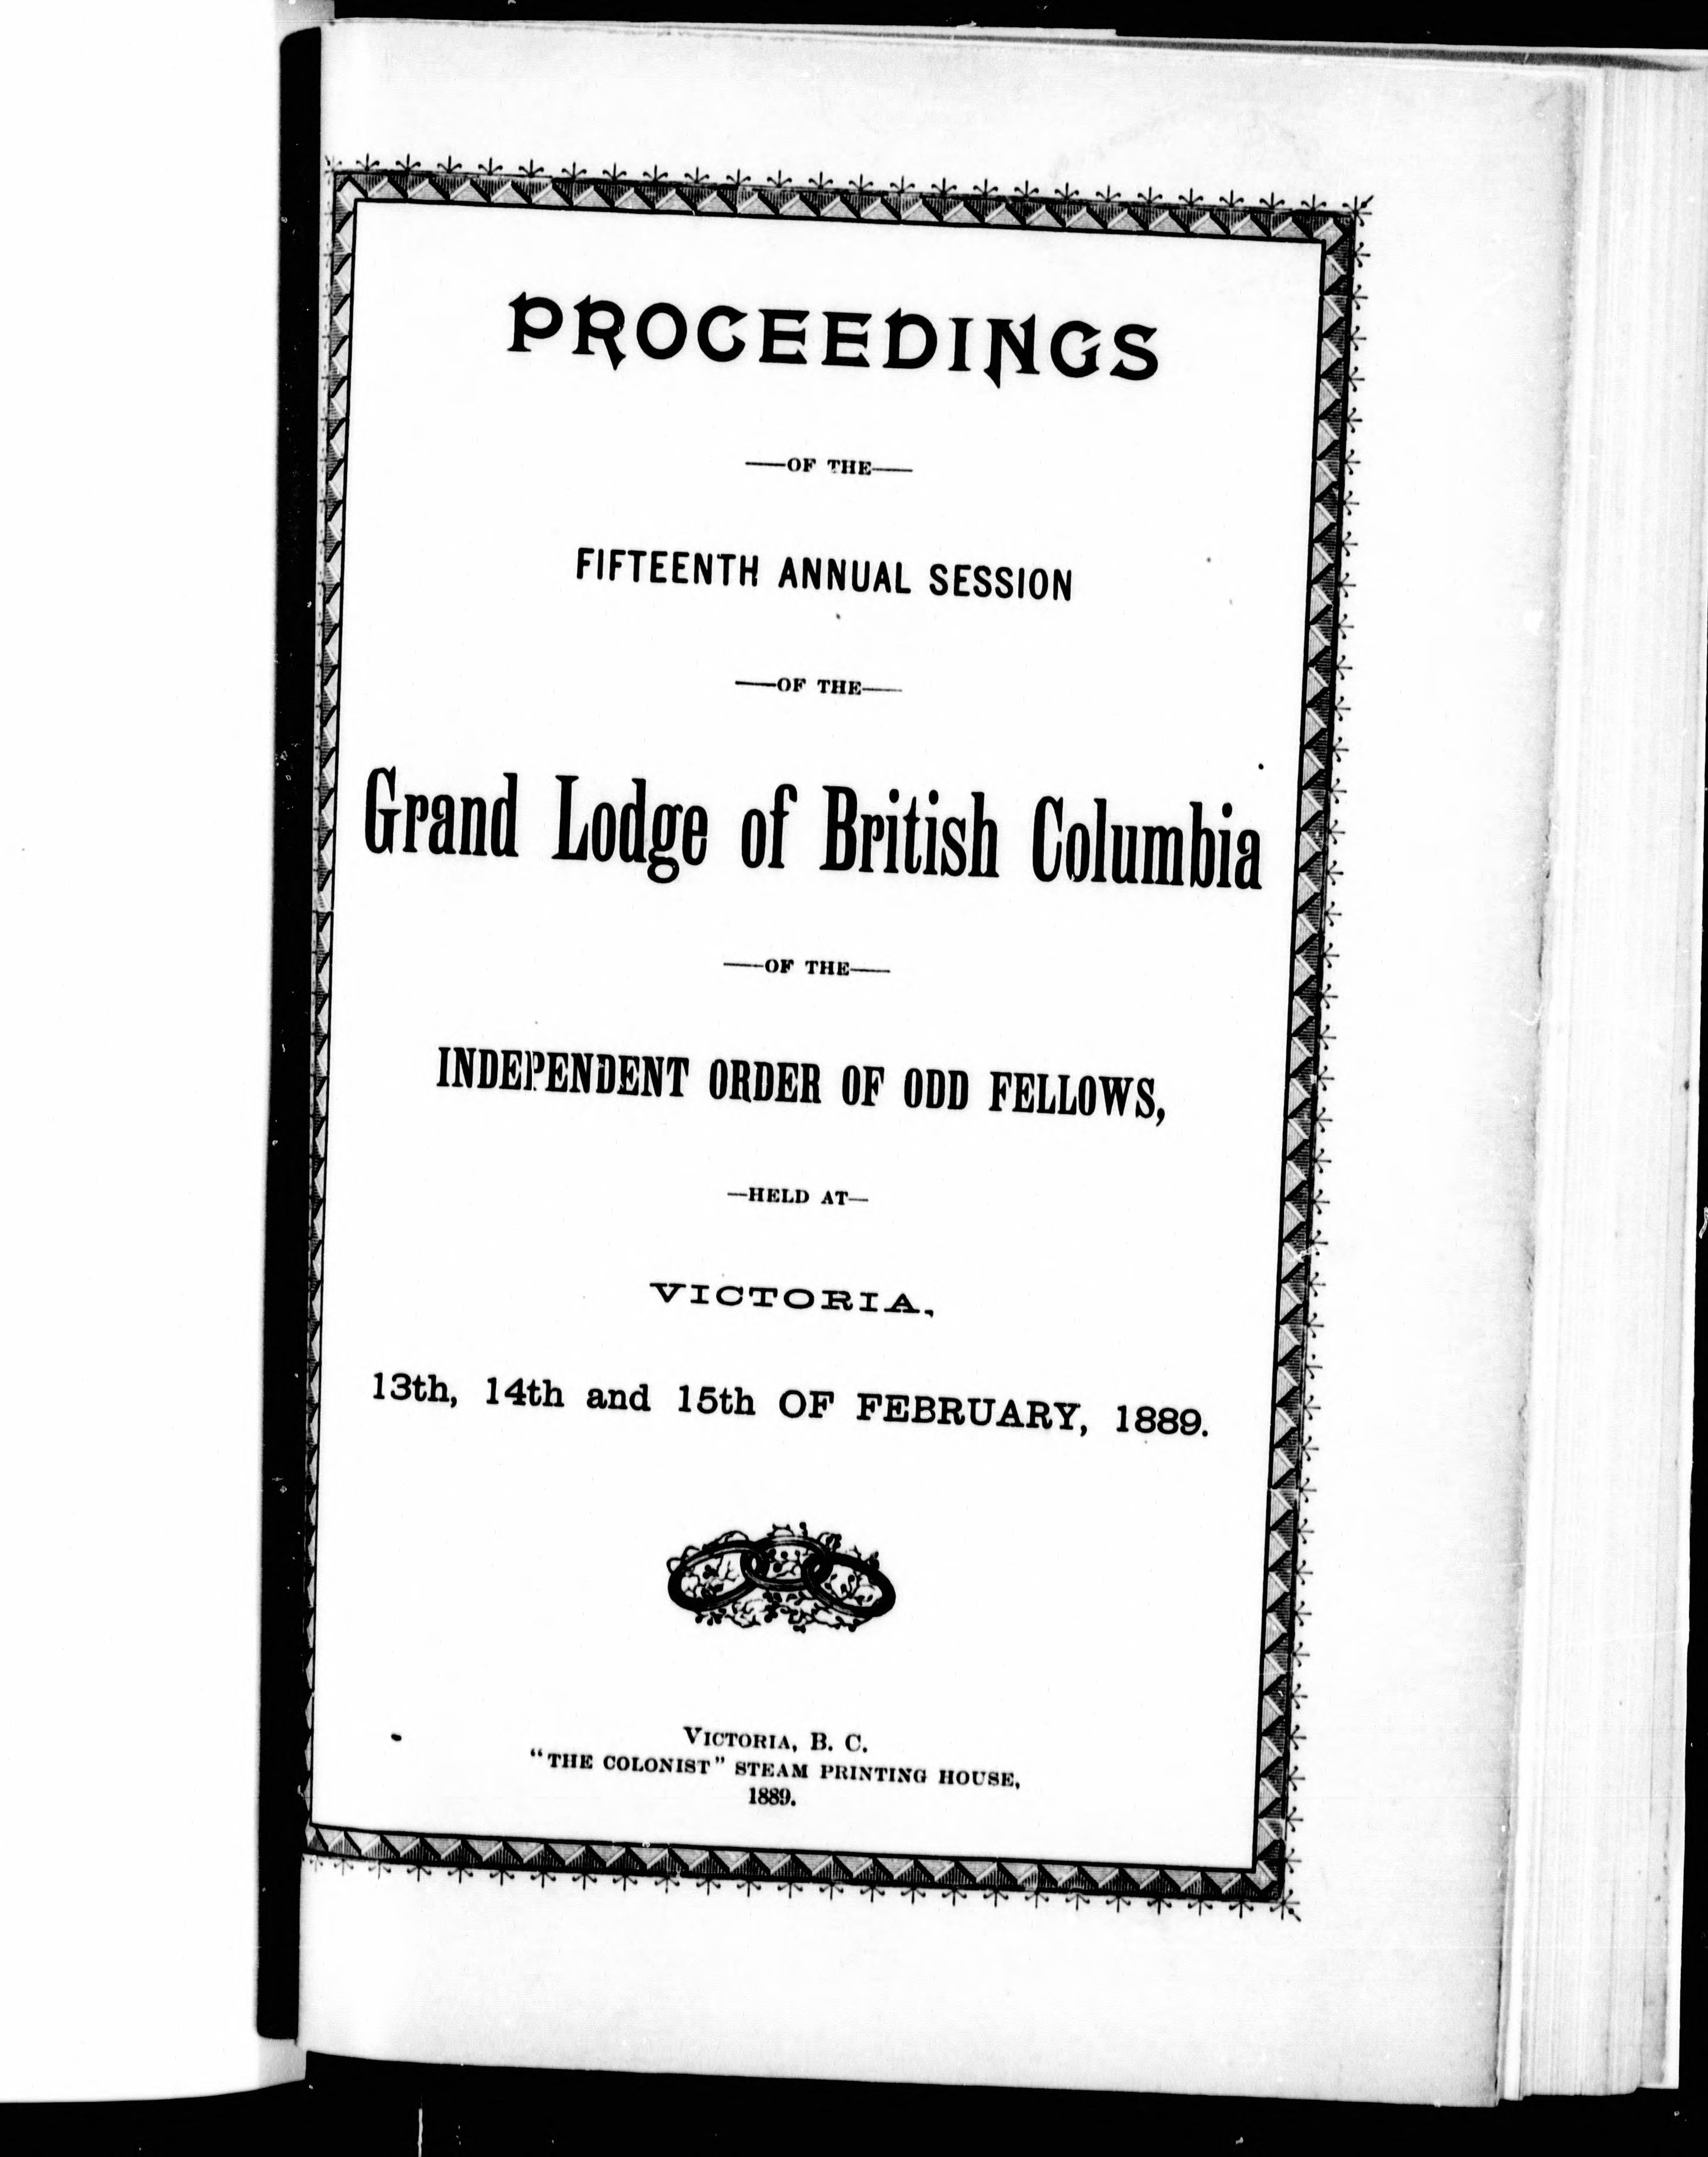 PROCEEDINGS
—OF THE—
FIFTEENTH ANNUAL SESSION
—OF THE—
Grand Lodge of British Columbia
—OF THE—
INDEPENDENT ORDER OF ODD FELLOWS,
—HELD AT—
VICTORIA,
13th, 14th and 15th OF FEBRUARY, 1889.
VICTORIA, B. C.
"THE COLONIST" STEAM PRINTING HOUSE,
1889.